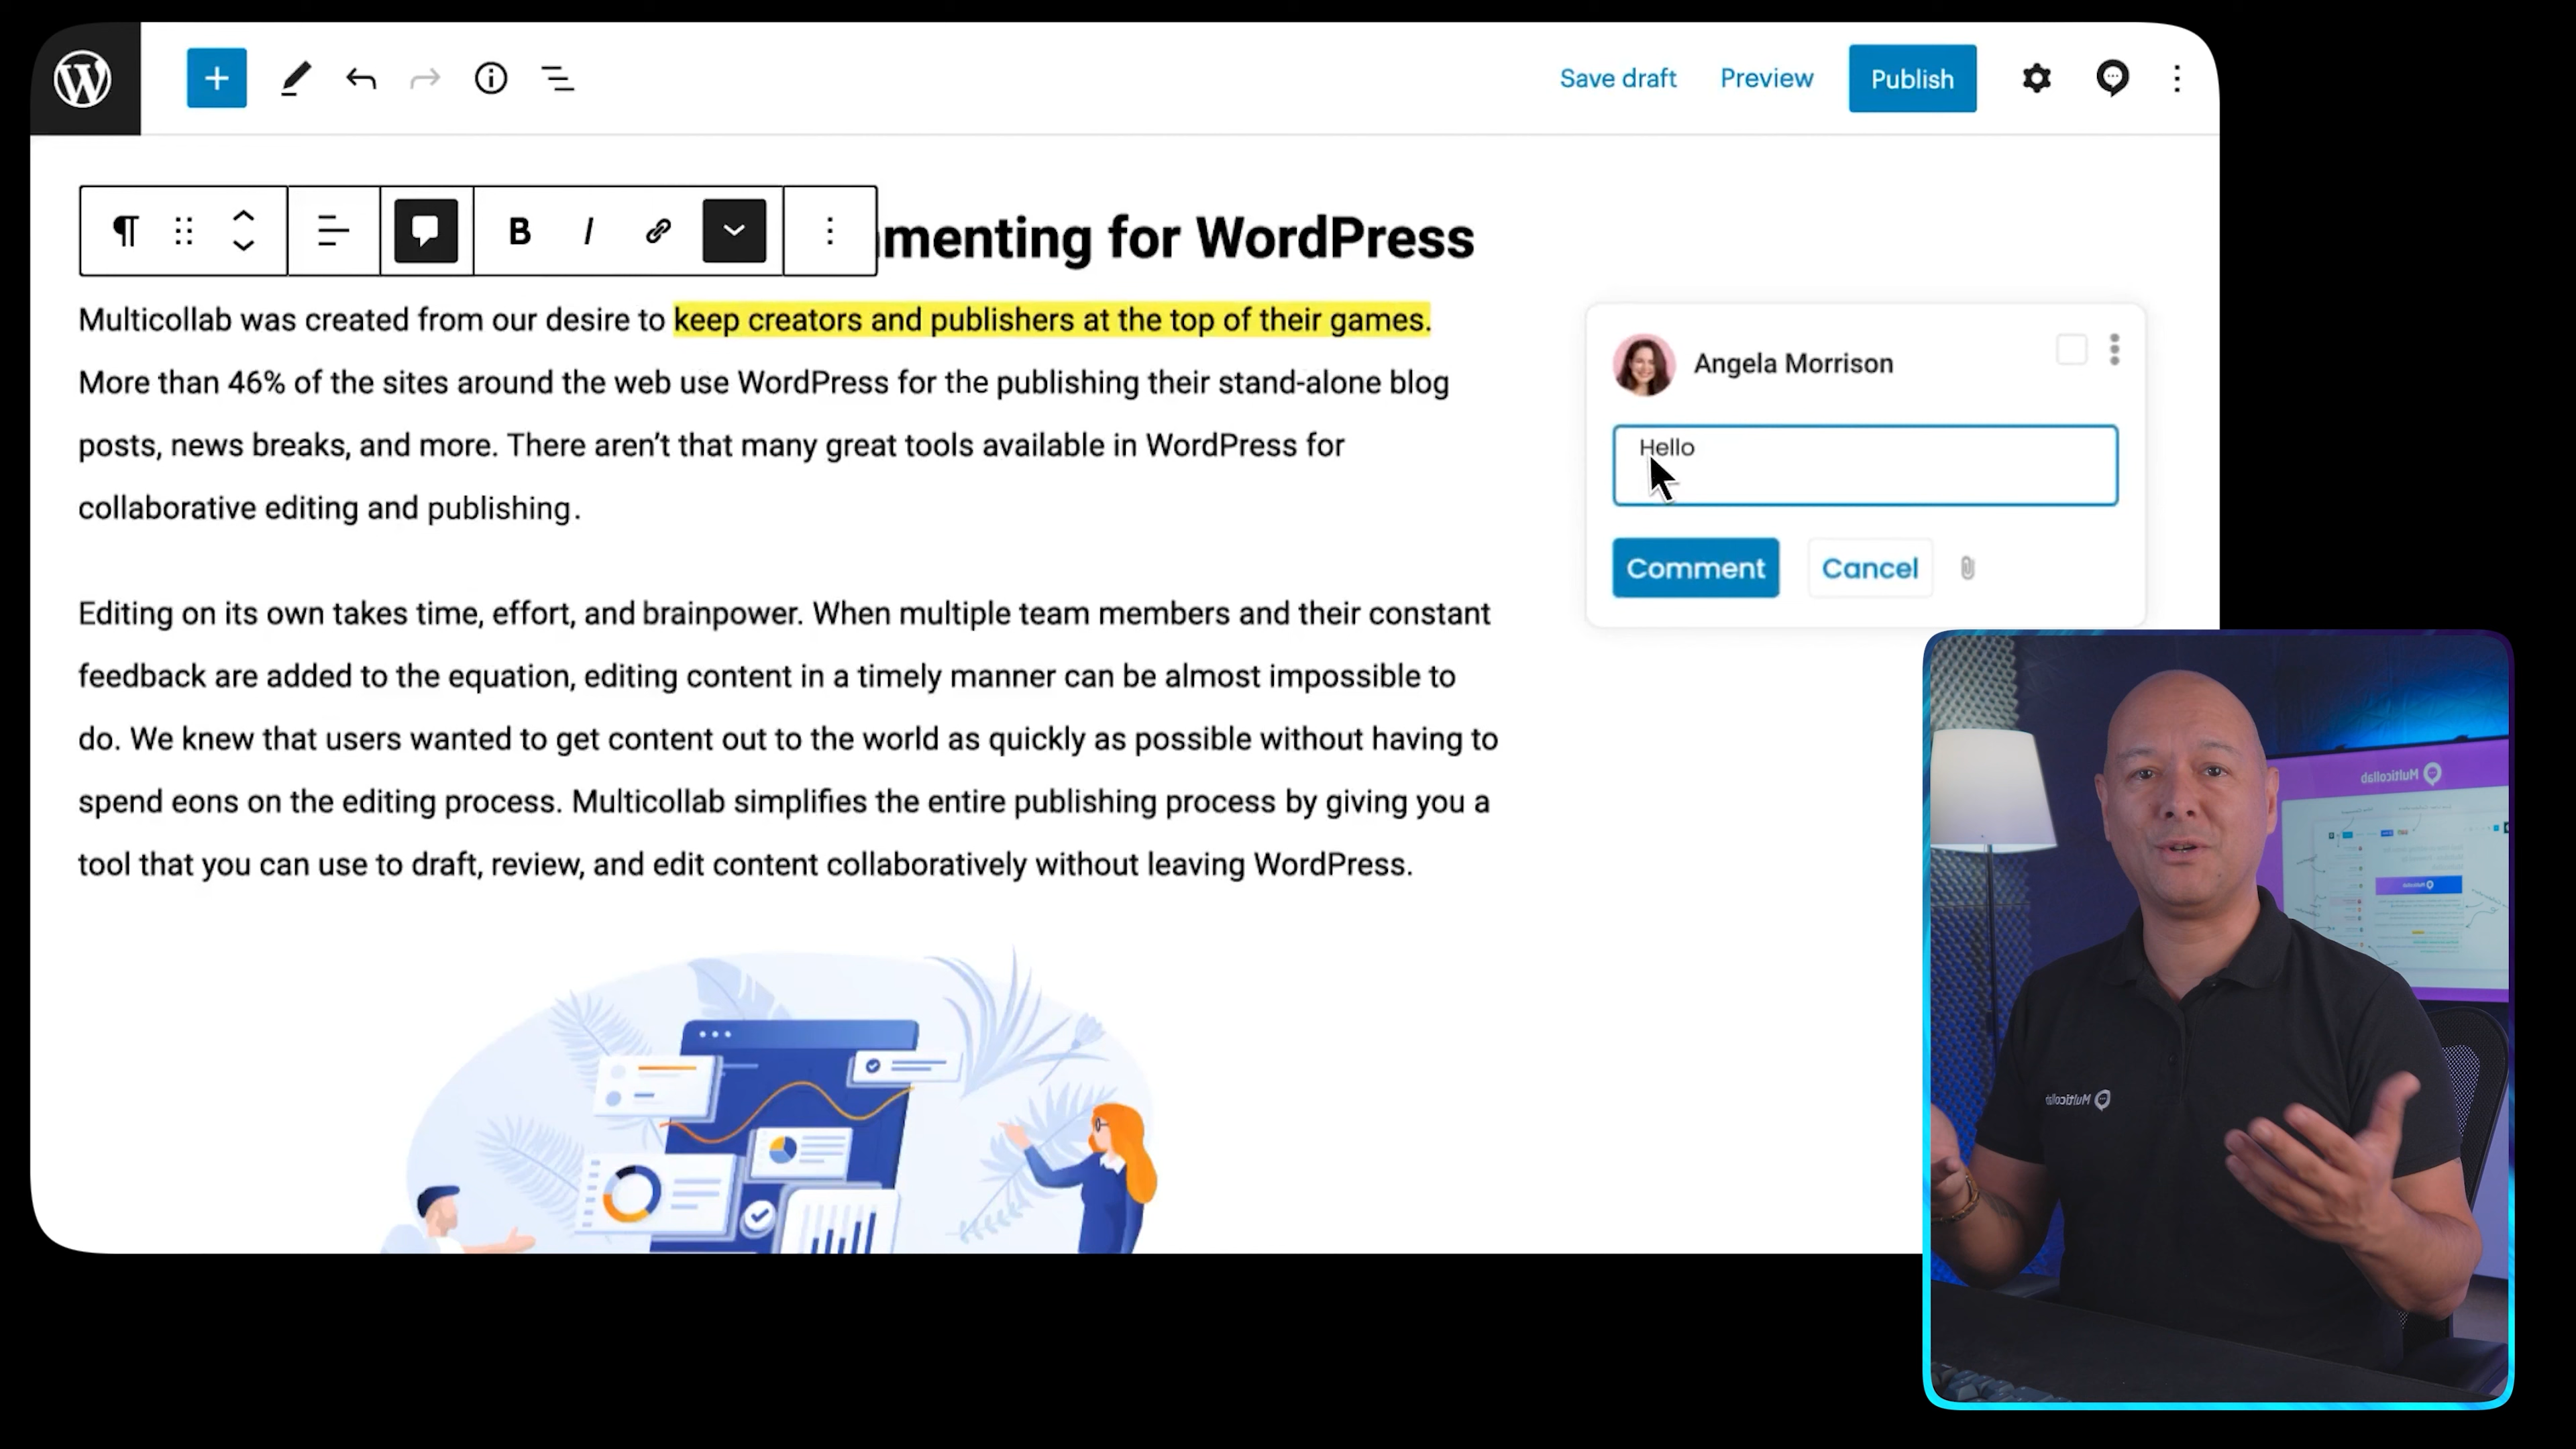 Save draft Preview Publish
B I
mmenting for WordPress
Multicollab was created from our desire to keep creators and publishers at the top of their games.
More than 46% of the sites around the web use WordPress for the publishing their stand-alone blog
posts, news breaks, and more. There aren’t that many great tools available in WordPress for
collaborative editing and publishing.
Editing on its own takes time, effort, and brainpower. When multiple team members and their constant
feedback are added to the equation, editing content in a timely manner can be almost impossible to
do. We knew that users wanted to get content out to the world as quickly as possible without having to
spend eons on the editing process. Multicollab simplifies the entire publishing process by giving you a
tool that you can use to draft, review, and edit content collaboratively without leaving WordPress.
Angela Morrison
Hello
Comment Cancel
Multicollab
Multicollab